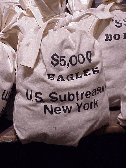 $5,000
EAGLES
U.S. Subtreasury
New York
U S